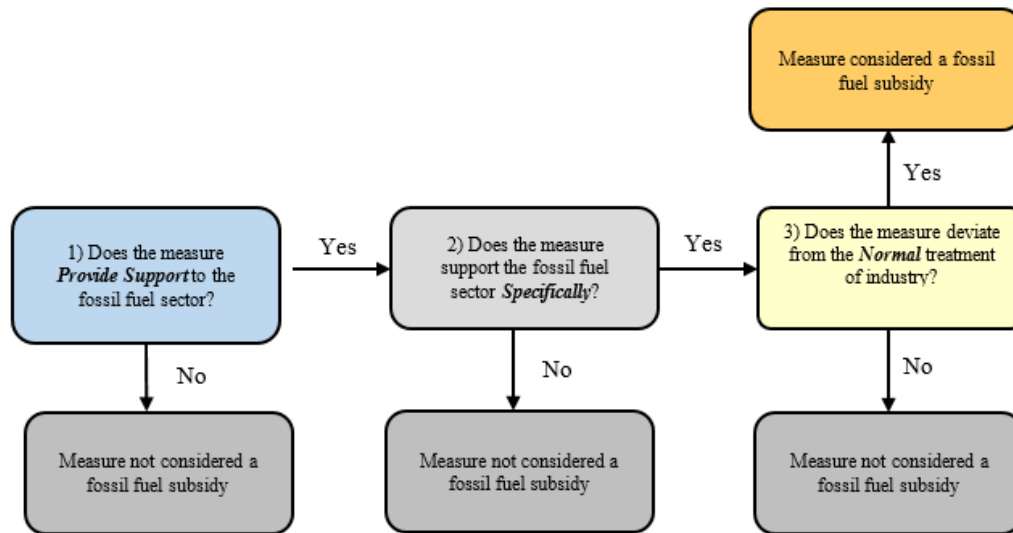 Measure considered a fossil
fuel subsidy
Yes
1) Does the measure
Provide Support to the
fossil fuel sector?
Yes
2) Does the measure
support the fossil fuel
sector Specifically?
Yes
3) Does the measure deviate
from the Normal treatment
of industry?
No
No
No
Measure not considered a
fossil fuel subsidy
Measure not considered a
fossil fuel subsidy
Measure not considered a
fossil fuel subsidy